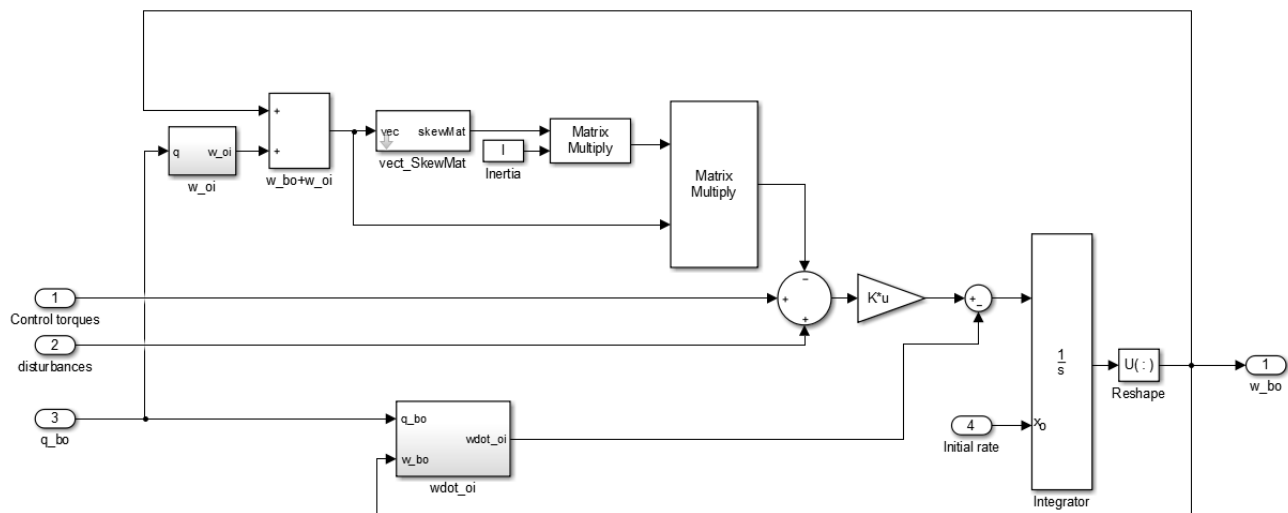 +
+
q w_oi
w_oi
w_bo+w_oi
vec skewMat
vect_SkewMat
I
Inertia
Matrix
Multiply
Matrix
Multiply
1
Control torques
2
disturbances
3
q_bo
−
+
+
K*u
+
−
q_bo
w_bo
wdot_oi
wdot_oi
1
s
xo
Integrator
4
Initial rate
U( : )
Reshape
1
w_bo